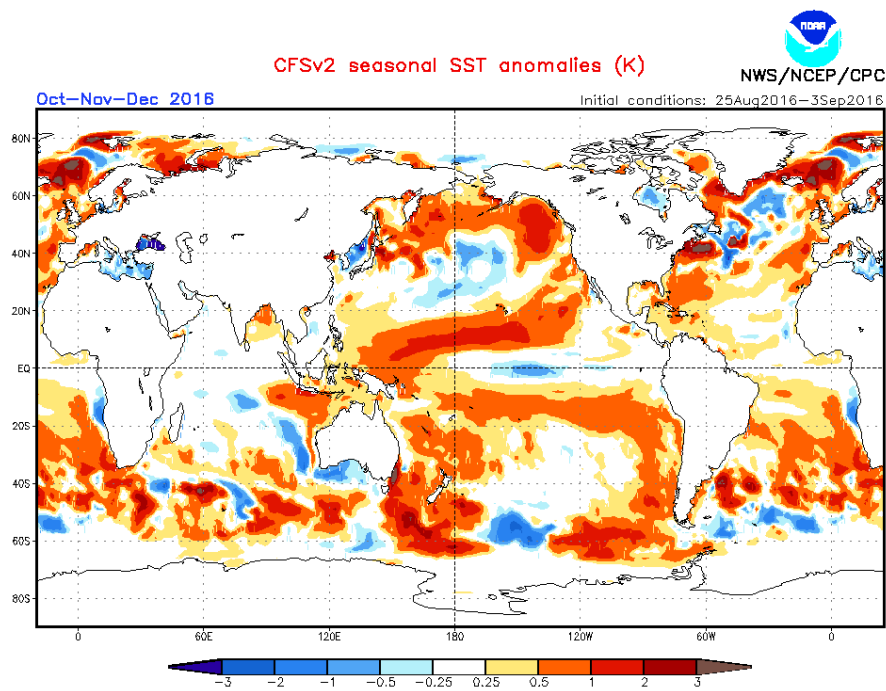 NOAA
CFSv2 seasonal SST anomalies (K)
NWS/NCEP/CPC
Oct-Nov-Dec 2016
Initial conditions: 25Aug2016-3Sep2016
80N
60N
40N
20N
EQ
20S
40S
60S
80S
0 60E 120E 180 120W 60W 0
-3 -2 -1 -0.5 -0.25 0.25 0.5 1 2 3